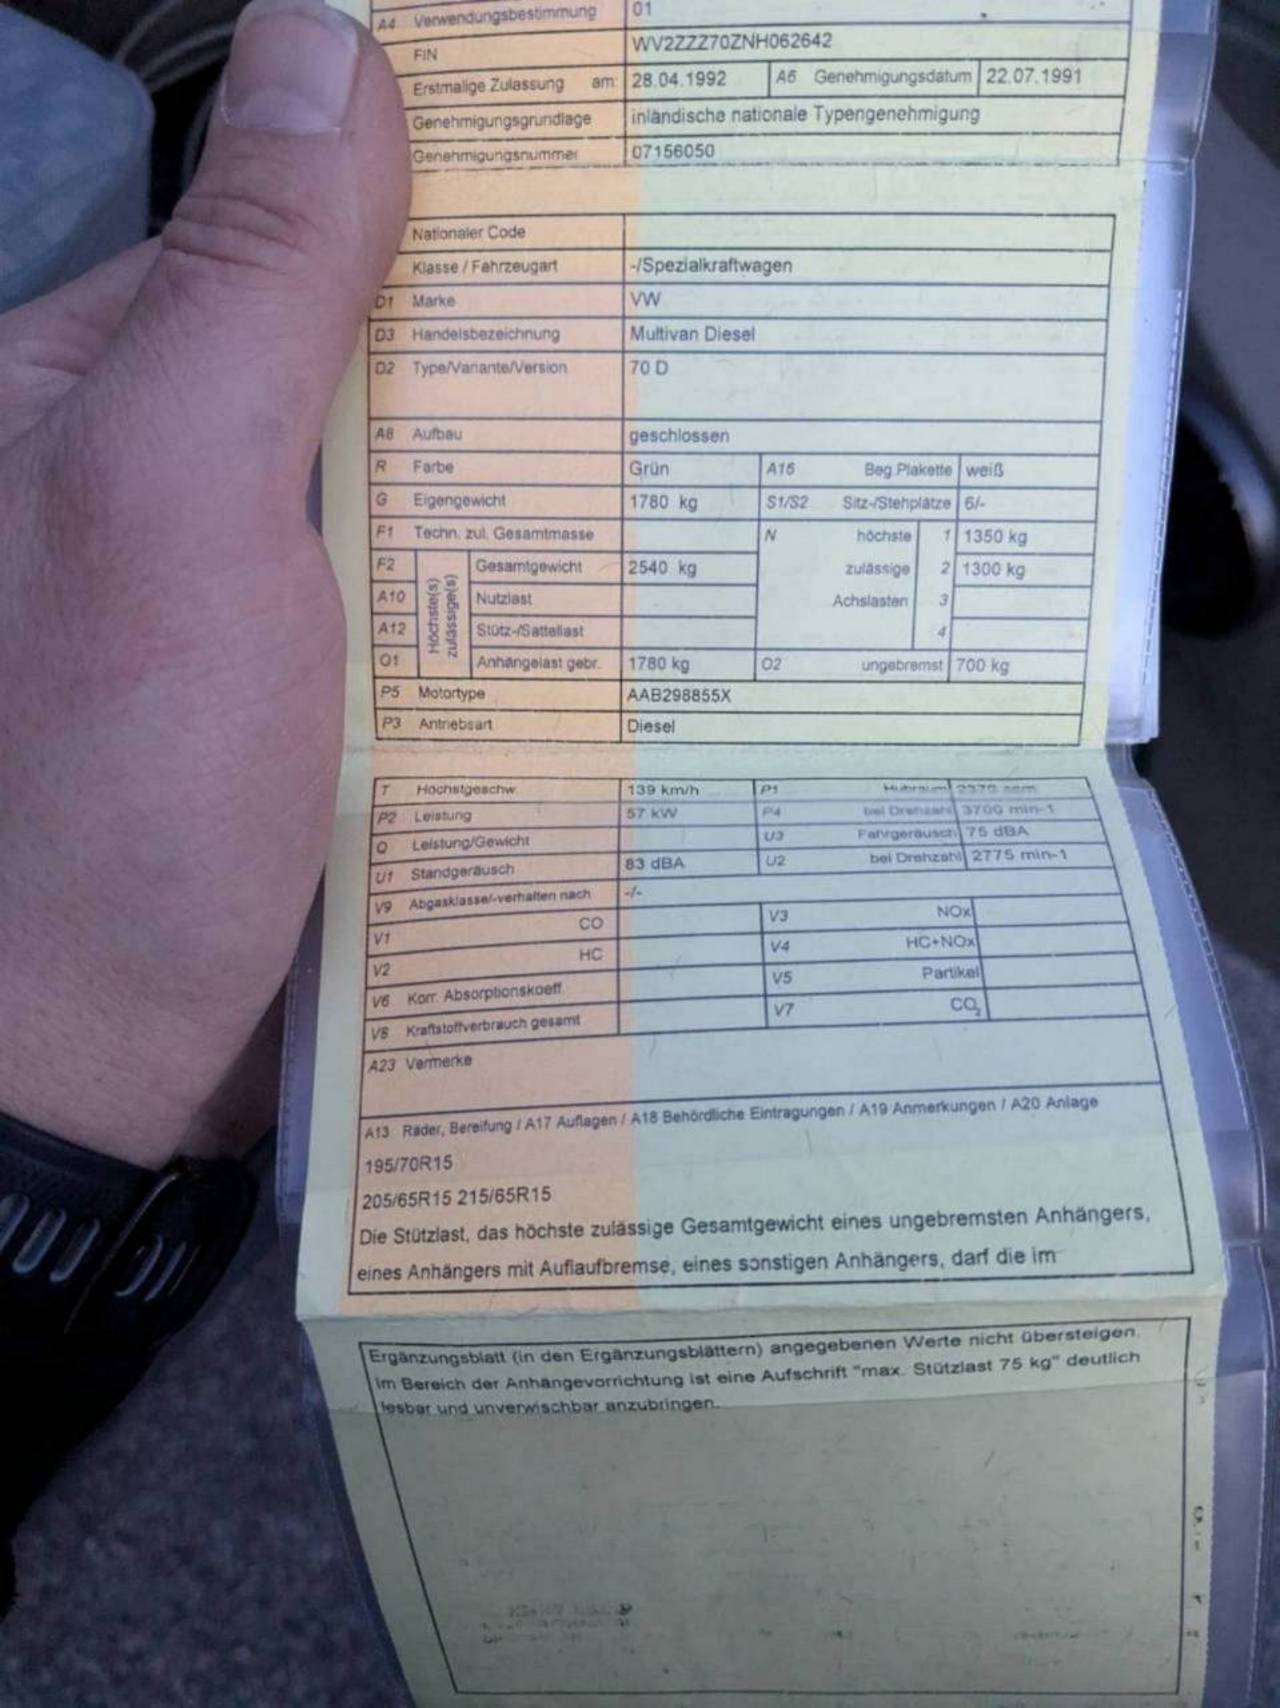 A4 Verwendungsbestimmung 01
FIN WV2ZZZ70ZNH062642
Erstmalige Zulassung am: 28.04.1992 A6 Genehmigungsdatum 22.07.1991
Genehmigungsgrundlage inländische nationale Typengenehmigung
Genehmigungsnummer 07156050
Nationaler Code
Klasse / Fahrzeugart -/Spezialkraftwagen
D1 Marke VW
D3 Handelsbezeichnung Multivan Diesel
D2 Type/Variante/Version 70 D
A8 Aufbau geschlossen
R Farbe Grün A16 Beg.Plakette weiß
G Eigengewicht 1780 kg S1/S2 Sitz-/Stehplätze 6/-
F1 Techn. zul. Gesamtmasse N höchste 1 1350 kg
F2 Höchste(s) zulässige(s) Gesamtgewicht 2540 kg zulässige 2 1300 kg
A10 Nutzlast Achslasten 3
A12 Stütz-/Sattellast 4
O1 Anhängelast gebr. 1780 kg O2 ungebremst 700 kg
P5 Motortype AAB298855X
P3 Antriebsart Diesel
T Höchstgeschw. 139 km/h P1 Hubraum 2370 ccm
P2 Leistung 57 kW P4 bei Drehzahl 3700 min-1
Q Leistung/Gewicht U3 Fahrgeräusch 75 dBA
U1 Standgeräusch 83 dBA U2 bei Drehzahl 2775 min-1
V9 Abgasklasse/-verhalten nach -/-
V1 CO V3 NOx
V2 HC V4 HC+NOx
V6 Korr. Absorptionskoeff. V5 Partikel
V8 Kraftstoffverbrauch gesamt V7 CO2
A23 Vermerke
A13 Räder, Bereifung / A17 Auflagen / A18 Behördliche Eintragungen / A19 Anmerkungen / A20 Anlage
195/70R15
205/65R15 215/65R15
Die Stützlast, das höchste zulässige Gesamtgewicht eines ungebremsten Anhängers,
eines Anhängers mit Auflaufbremse, eines sonstigen Anhängers, darf die im
Ergänzungsblatt (in den Ergänzungsblättern) angegebenen Werte nicht übersteigen.
Im Bereich der Anhängevorrichtung ist eine Aufschrift "max. Stützlast 75 kg" deutlich
lesbar und unverwischbar anzubringen.